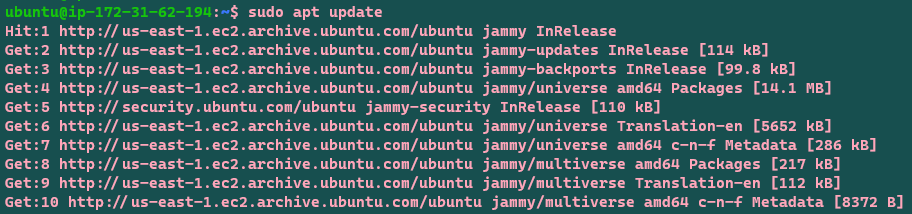 ubuntu@ip-172-31-62-194:~$ sudo apt update
Hit:1 http://us-east-1.ec2.archive.ubuntu.com/ubuntu jammy InRelease
Get:2 http://us-east-1.ec2.archive.ubuntu.com/ubuntu jammy-updates InRelease [114 kB]
Get:3 http://us-east-1.ec2.archive.ubuntu.com/ubuntu jammy-backports InRelease [99.8 kB]
Get:4 http://us-east-1.ec2.archive.ubuntu.com/ubuntu jammy/universe amd64 Packages [14.1 MB]
Get:5 http://security.ubuntu.com/ubuntu jammy-security InRelease [110 kB]
Get:6 http://us-east-1.ec2.archive.ubuntu.com/ubuntu jammy/universe Translation-en [5652 kB]
Get:7 http://us-east-1.ec2.archive.ubuntu.com/ubuntu jammy/universe amd64 c-n-f Metadata [286 kB]
Get:8 http://us-east-1.ec2.archive.ubuntu.com/ubuntu jammy/multiverse amd64 Packages [217 kB]
Get:9 http://us-east-1.ec2.archive.ubuntu.com/ubuntu jammy/multiverse Translation-en [112 kB]
Get:10 http://us-east-1.ec2.archive.ubuntu.com/ubuntu jammy/multiverse amd64 c-n-f Metadata [8372 B]